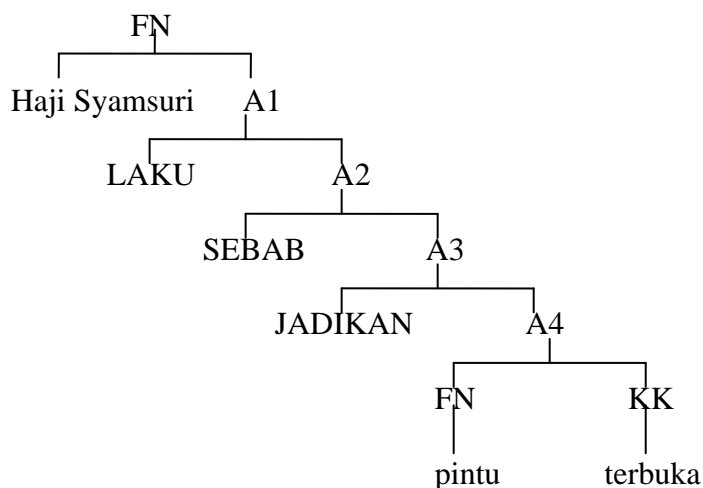 FN
Haji Syamsuri A1
LAKU A2
SEBAB A3
JADIKAN A4
FN KK
pintu terbuka